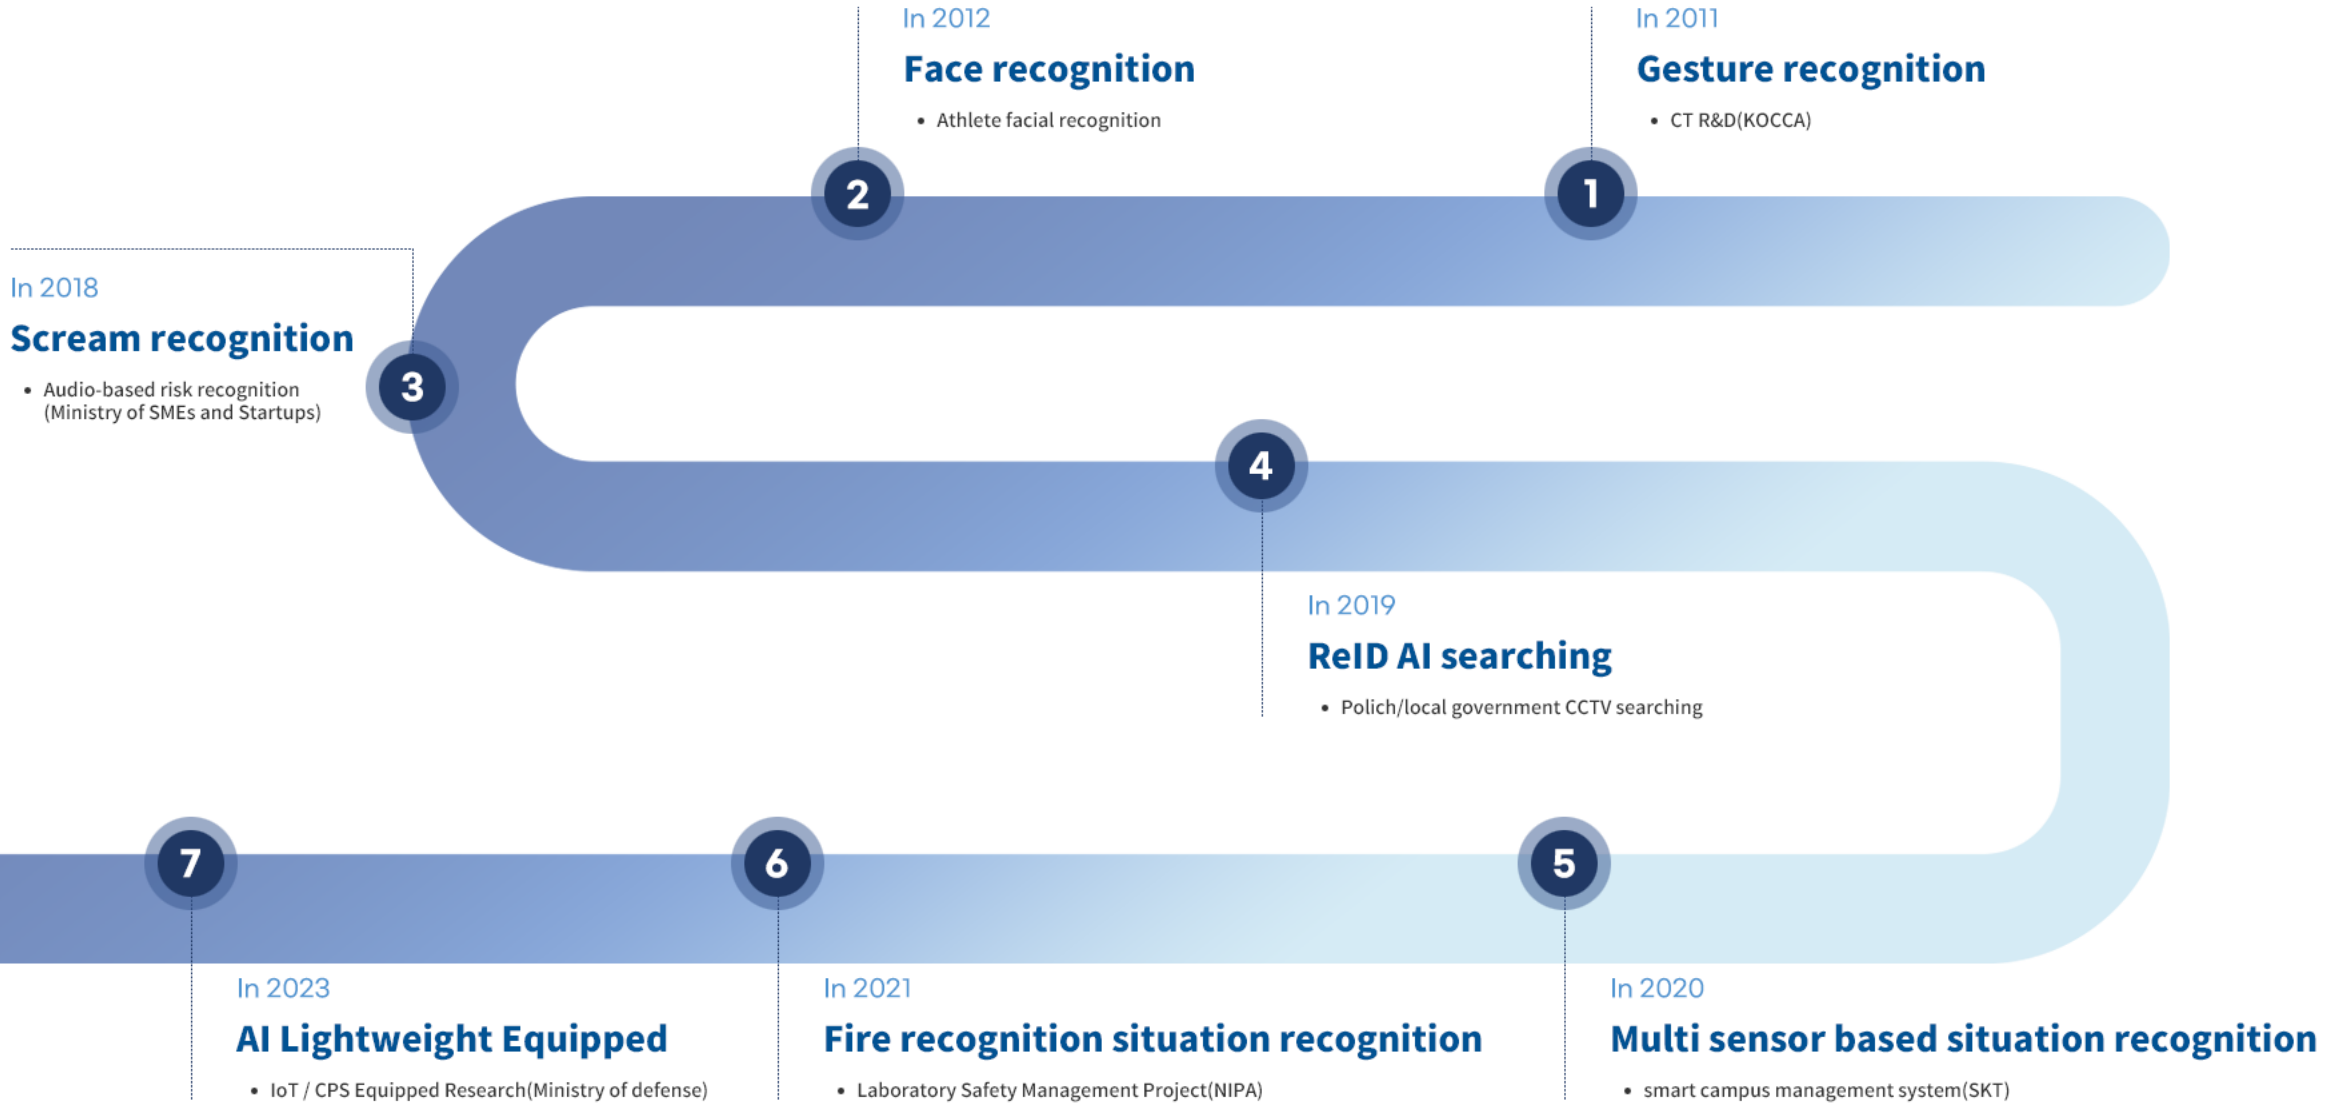 In 2011
Gesture recognition
• CT R&D(KOCCA)
1
In 2012
Face recognition
• Athlete facial recognition
2
In 2018
Scream recognition
• Audio-based risk recognition
(Ministry of SMEs and Startups)
3
4
In 2019
ReID AI searching
• Polich/local government CCTV searching
5
In 2020
Multi sensor based situation recognition
• smart campus management system(SKT)
6
In 2021
Fire recognition situation recognition
• Laboratory Safety Management Project(NIPA)
7
In 2023
AI Lightweight Equipped
• IoT / CPS Equipped Research(Ministry of defense)